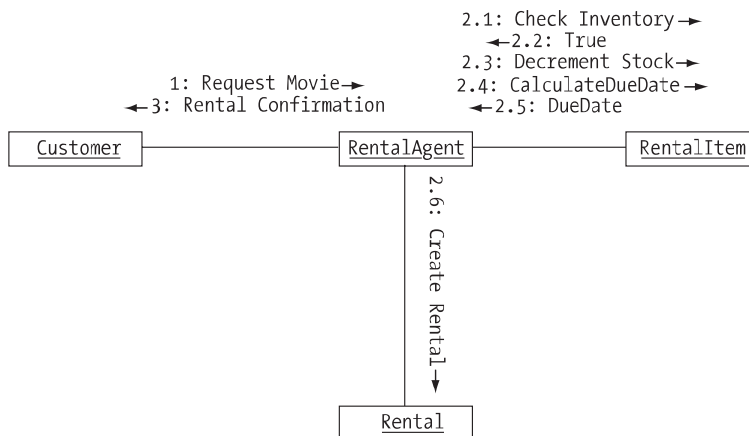 2.1: Check Inventory→
←2.2: True
2.3: Decrement Stock→
2.4: CalculateDueDate→
←2.5: DueDate
1: Request Movie→
←3: Rental Confirmation
Customer
RentalAgent
RentalItem
2.6: Create Rental→
Rental